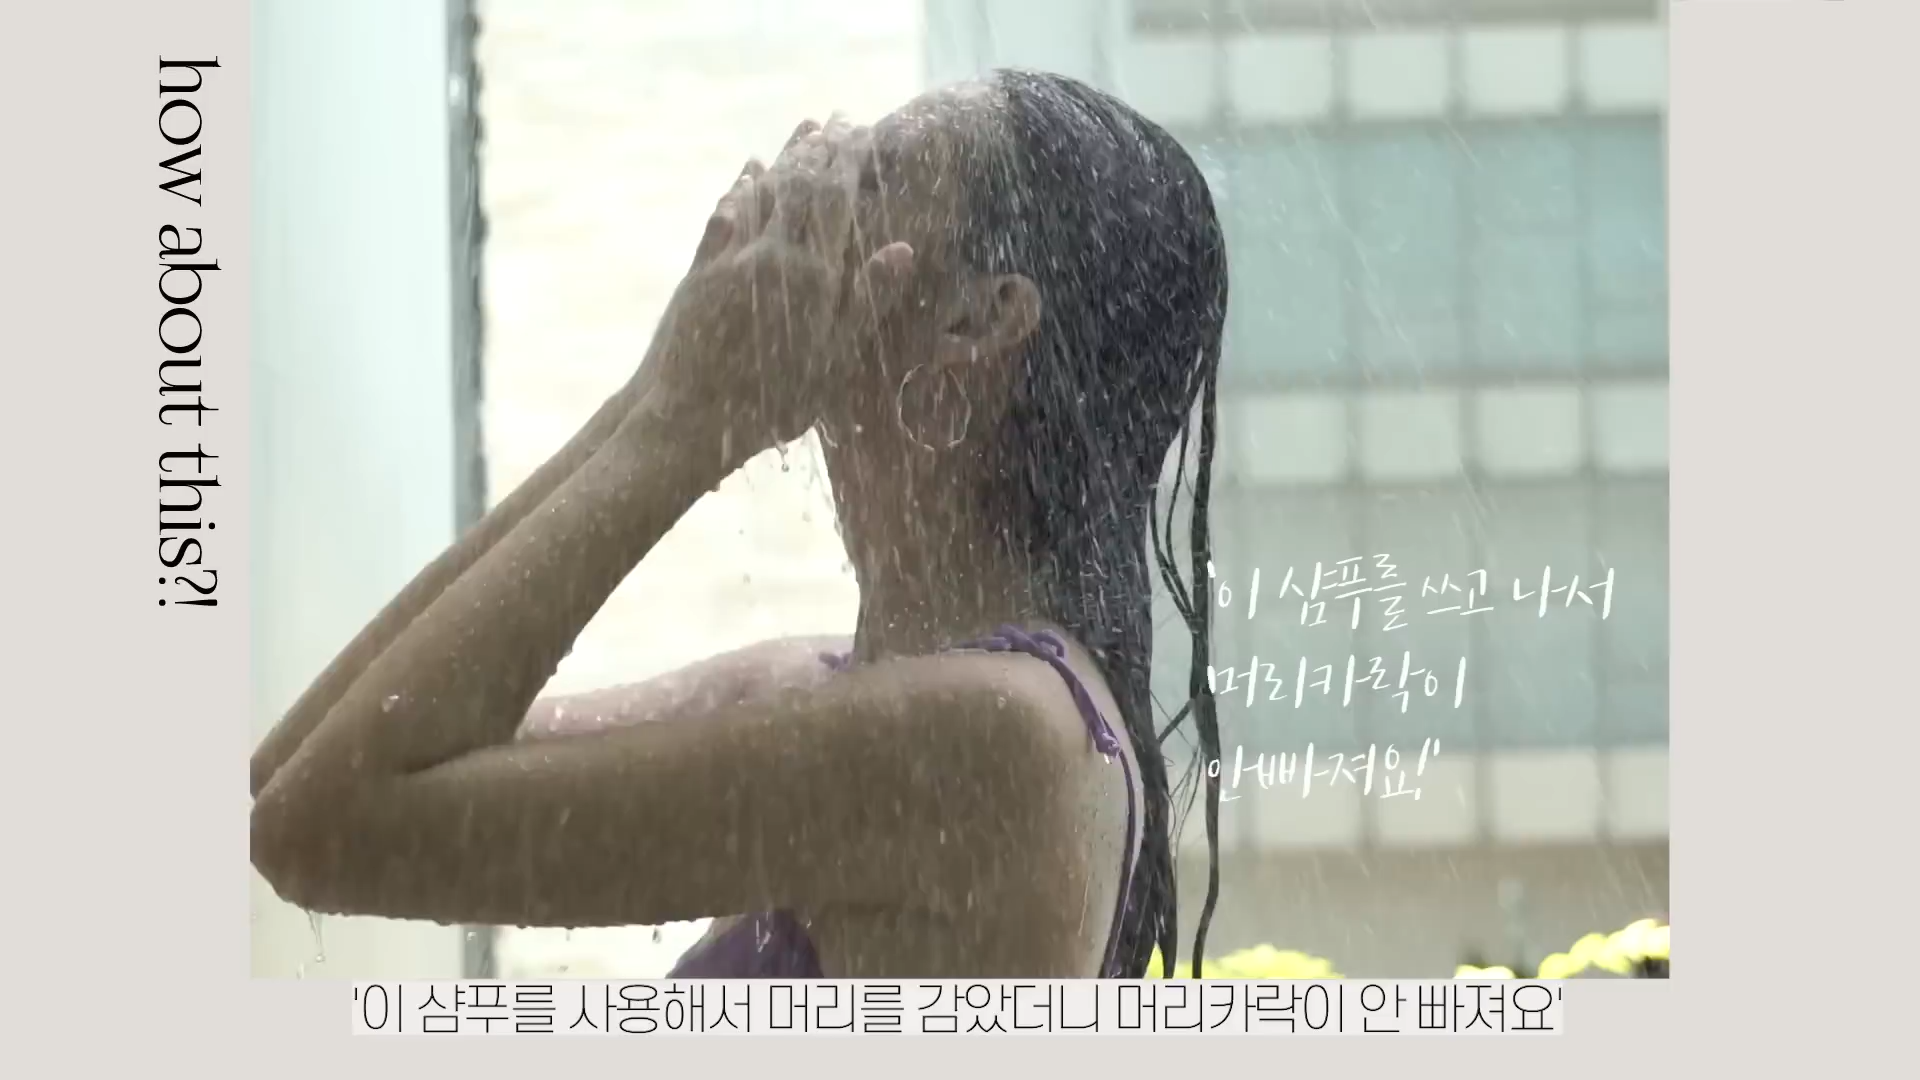 how about this?!
'이 샴푸를 쓰고 나서
머리카락이
안빠져요!'
'이 샴푸를 사용해서 머리를 감았더니 머리카락이 안 빠져요'